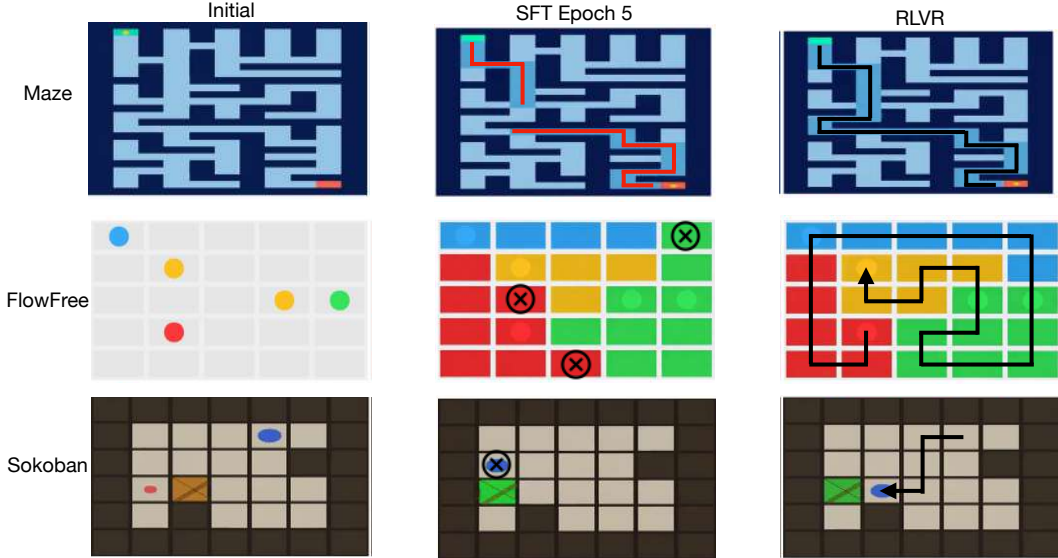 Initial
SFT Epoch 5
RLVR
Maze
FlowFree
Sokoban